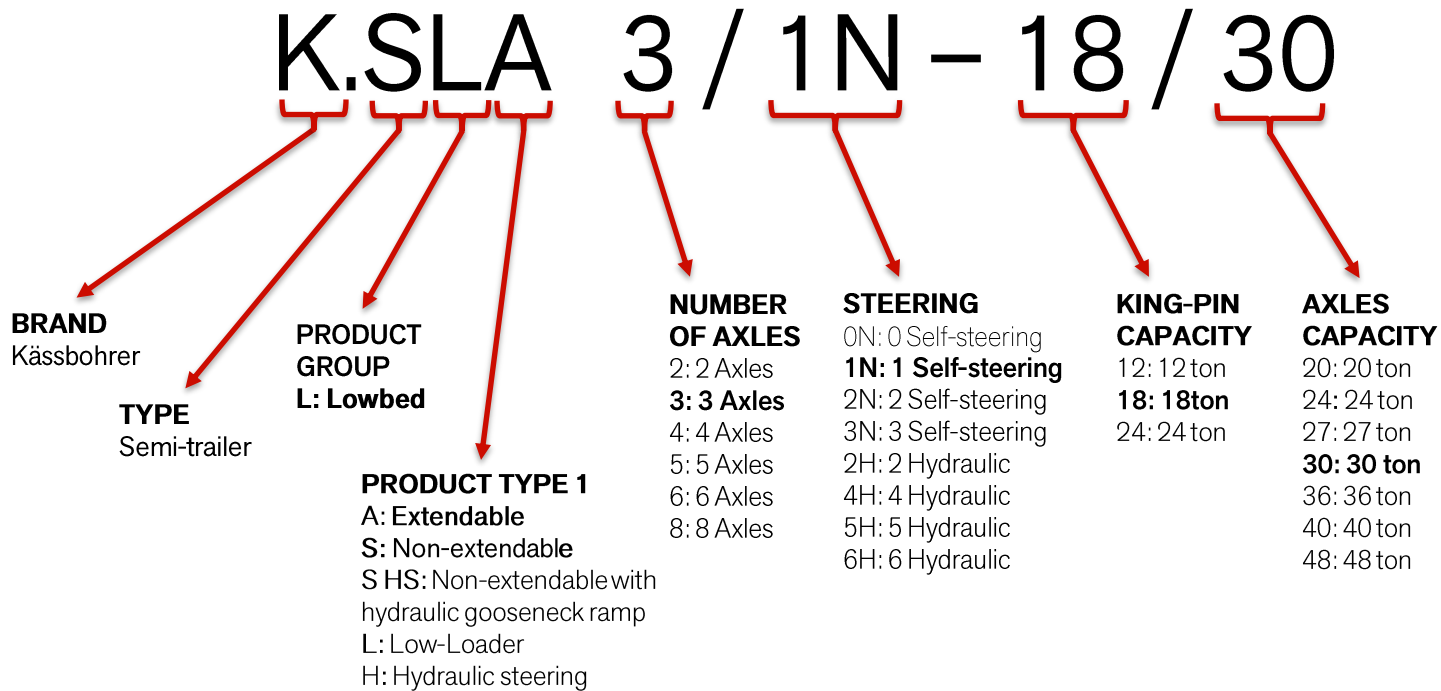 K.SLA 3 / 1N – 18 / 30
BRAND
Kässbohrer
TYPE
Semi-trailer
PRODUCT
GROUP
L: Lowbed
PRODUCT TYPE 1
A: Extendable
S: Non-extendable
S HS: Non-extendable with
hydraulic gooseneck ramp
L: Low-Loader
H: Hydraulic steering
NUMBER
OF AXLES
2: 2 Axles
3: 3 Axles
4: 4 Axles
5: 5 Axles
6: 6 Axles
8: 8 Axles
STEERING
0N: 0 Self-steering
1N: 1 Self-steering
2N: 2 Self-steering
3N: 3 Self-steering
2H: 2 Hydraulic
4H: 4 Hydraulic
5H: 5 Hydraulic
6H: 6 Hydraulic
KING-PIN
CAPACITY
12: 12 ton
18: 18ton
24: 24 ton
AXLES
CAPACITY
20: 20 ton
24: 24 ton
27: 27 ton
30: 30 ton
36: 36 ton
40: 40 ton
48: 48 ton